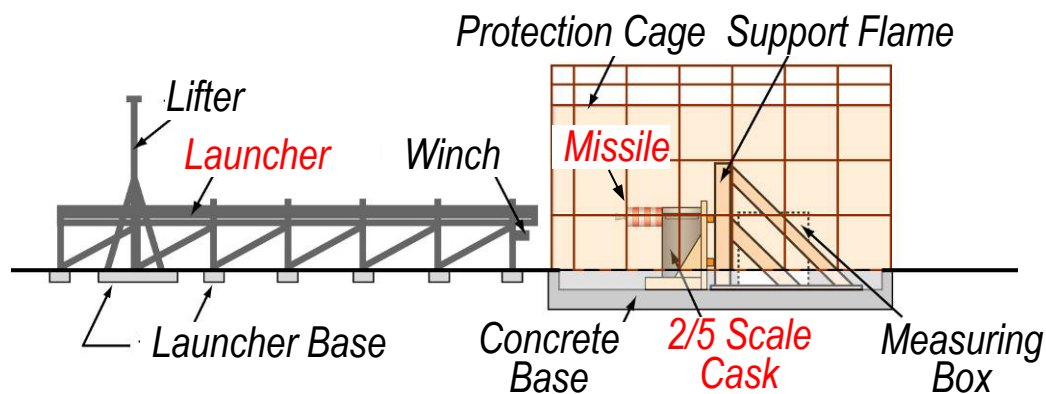 Protection Cage
Support Flame
Lifter
Launcher
Winch
Missile
Launcher Base
Concrete
Base
2/5 Scale
Cask
Measuring
Box